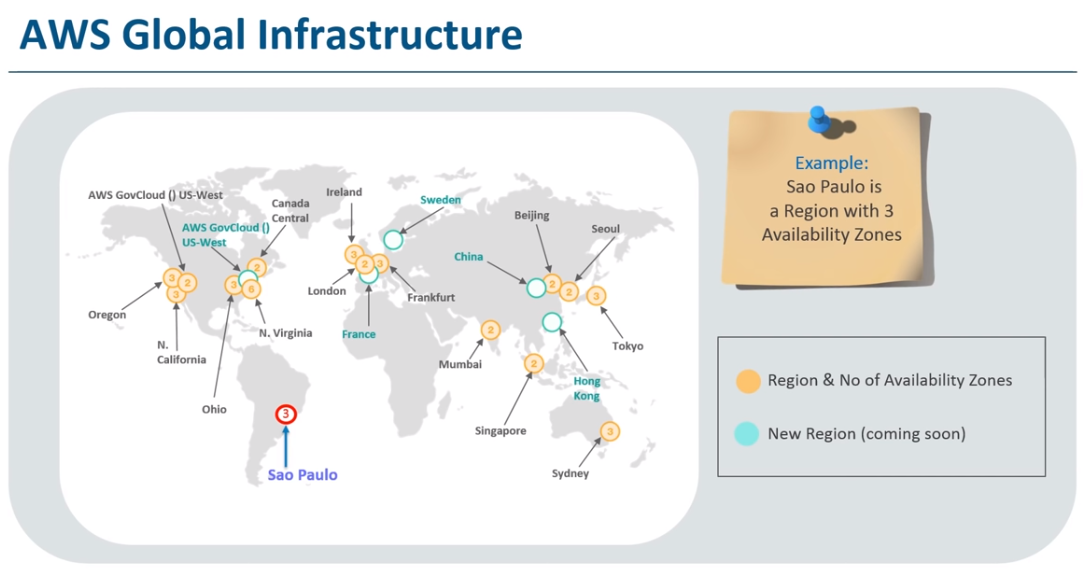 AWS Global Infrastructure
AWS GovCloud () US-West
Canada
Central
AWS GovCloud ()
US-West
Ireland
Sweden
Beijing
Seoul
China
London
Frankfurt
France
Oregon
N.
California
N. Virginia
Ohio
Mumbai
Singapore
Hong
Kong
Tokyo
Sydney
Sao Paulo
3
2
3
3
2
6
3
2
3
2
2
3
2
2
3
3
Example:
Sao Paulo is
a Region with 3
Availability Zones
Region & No of Availability Zones
New Region (coming soon)